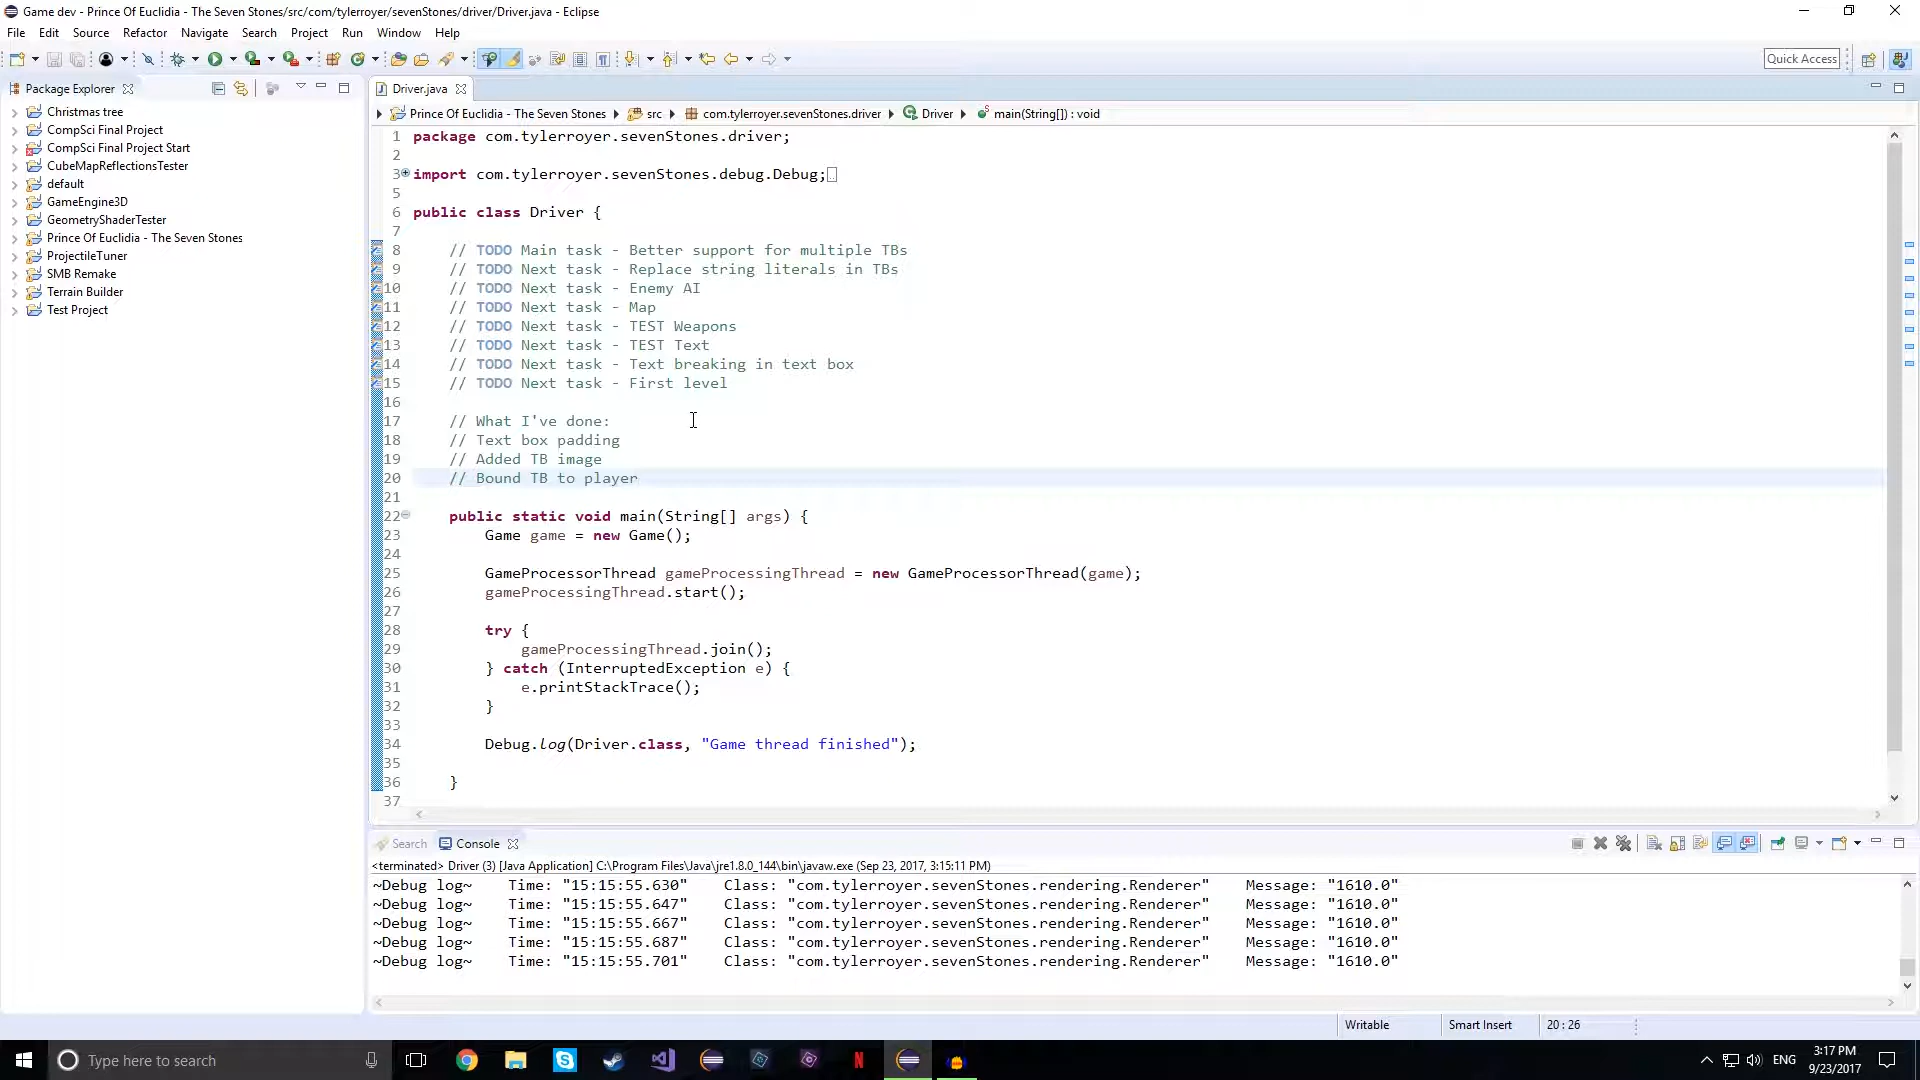 Game dev - Prince Of Euclidia - The Seven Stones/src/com/tylerroyer/sevenStones/driver/Driver.java - Eclipse
File Edit Source Refactor Navigate Search Project Run Window Help
Quick Access
Package Explorer
Christmas tree
CompSci Final Project
CompSci Final Project Start
CubeMapReflectionsTester
default
GameEngine3D
GeometryShaderTester
Prince Of Euclidia - The Seven Stones
ProjectileTuner
SMB Remake
Terrain Builder
Test Project
Driver.java
Prince Of Euclidia - The Seven Stones src com.tylerroyer.sevenStones.driver Driver main(String[]) : void
1 package com.tylerroyer.sevenStones.driver;
2
3 import com.tylerroyer.sevenStones.debug.Debug;
5
6 public class Driver {
7
8 // TODO Main task - Better support for multiple TBs
9 // TODO Next task - Replace string literals in TBs
10 // TODO Next task - Enemy AI
11 // TODO Next task - Map
12 // TODO Next task - TEST Weapons
13 // TODO Next task - TEST Text
14 // TODO Next task - Text breaking in text box
15 // TODO Next task - First level
16
17 // What I've done:
18 // Text box padding
19 // Added TB image
20 // Bound TB to player
21
22 public static void main(String[] args) {
23 Game game = new Game();
24
25 GameProcessorThread gameProcessingThread = new GameProcessorThread(game);
26 gameProcessingThread.start();
27
28 try {
29 gameProcessingThread.join();
30 } catch (InterruptedException e) {
31 e.printStackTrace();
32 }
33
34 Debug.log(Driver.class, "Game thread finished");
35
36 }
37
Search Console
<terminated> Driver (3) [Java Application] C:\Program Files\Java\jre1.8.0_144\bin\javaw.exe (Sep 23, 2017, 3:15:11 PM)
~Debug log~ Time: "15:15:55.630" Class: "com.tylerroyer.sevenStones.rendering.Renderer" Message: "1610.0"
~Debug log~ Time: "15:15:55.647" Class: "com.tylerroyer.sevenStones.rendering.Renderer" Message: "1610.0"
~Debug log~ Time: "15:15:55.667" Class: "com.tylerroyer.sevenStones.rendering.Renderer" Message: "1610.0"
~Debug log~ Time: "15:15:55.687" Class: "com.tylerroyer.sevenStones.rendering.Renderer" Message: "1610.0"
~Debug log~ Time: "15:15:55.701" Class: "com.tylerroyer.sevenStones.rendering.Renderer" Message: "1610.0"
Writable Smart Insert 20 : 26
Type here to search
ENG
3:17 PM
9/23/2017